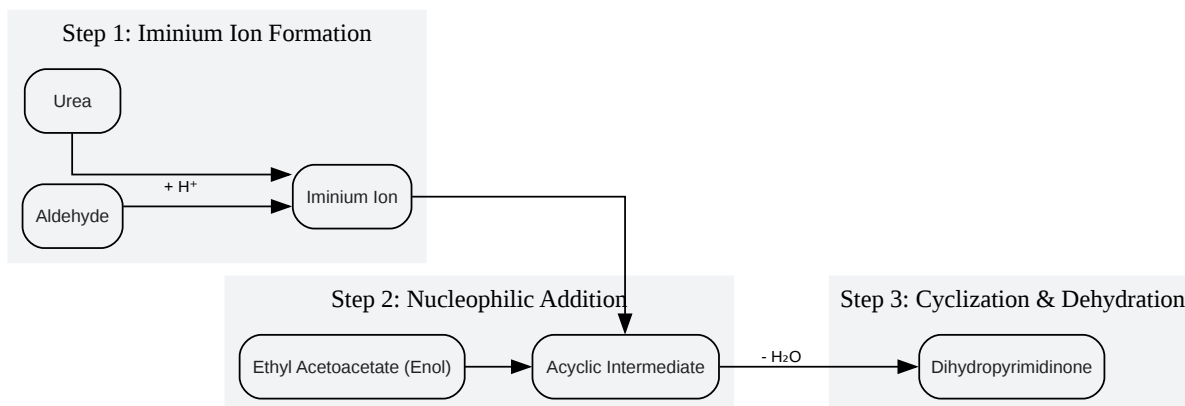 Step 1: Iminium Ion Formation
Urea
+ H⁺
Aldehyde
Iminium Ion
Step 2: Nucleophilic Addition
Ethyl Acetoacetate (Enol)
Acyclic Intermediate
- H₂O
Step 3: Cyclization & Dehydration
Dihydropyrimidinone